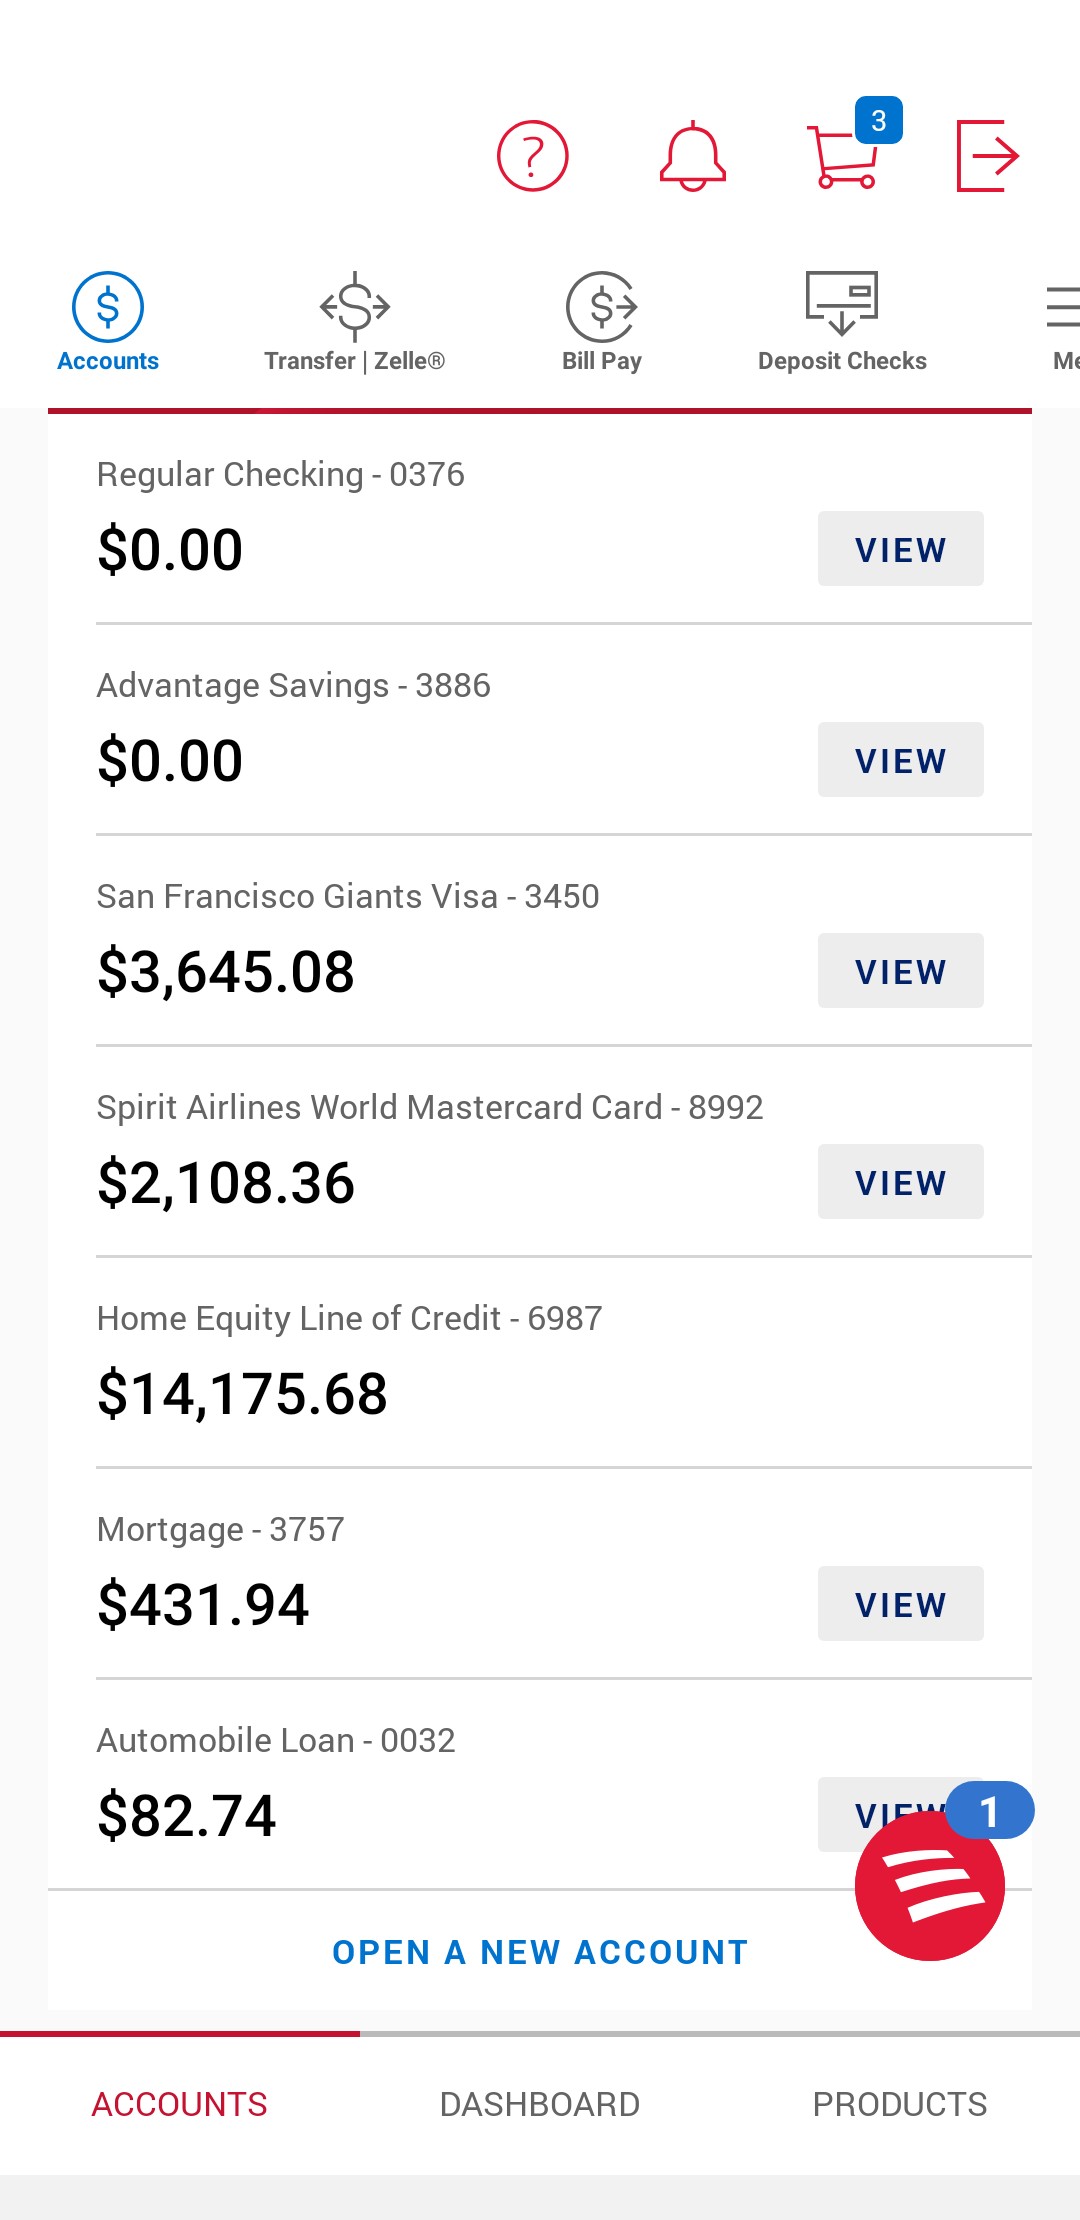 ?
3
Accounts
Transfer | Zelle®
Bill Pay
Deposit Checks
Regular Checking - 0376
$0.00
VIEW
Advantage Savings - 3886
$0.00
VIEW
San Francisco Giants Visa - 3450
$3,645.08
VIEW
Spirit Airlines World Mastercard Card - 8992
$2,108.36
VIEW
Home Equity Line of Credit - 6987
$14,175.68
Mortgage - 3757
$431.94
VIEW
Automobile Loan - 0032
$82.74
VIEW
1
OPEN A NEW ACCOUNT
ACCOUNTS
DASHBOARD
PRODUCTS